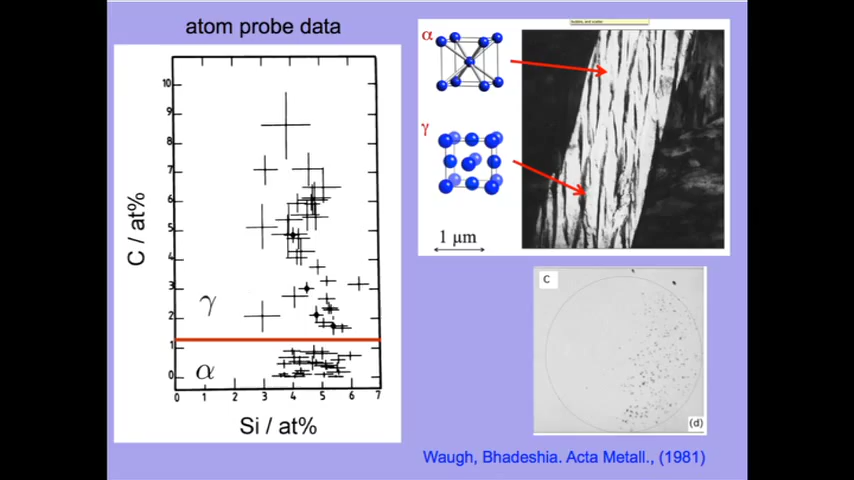 atom probe data
C / at%
10
9
8
7
6
5
4
3
2
1
0
γ
α
0 1 2 3 4 5 6 7
Si / at%
α
γ
1 μm
C
(d)
Waugh, Bhadeshia. Acta Metall., (1981)